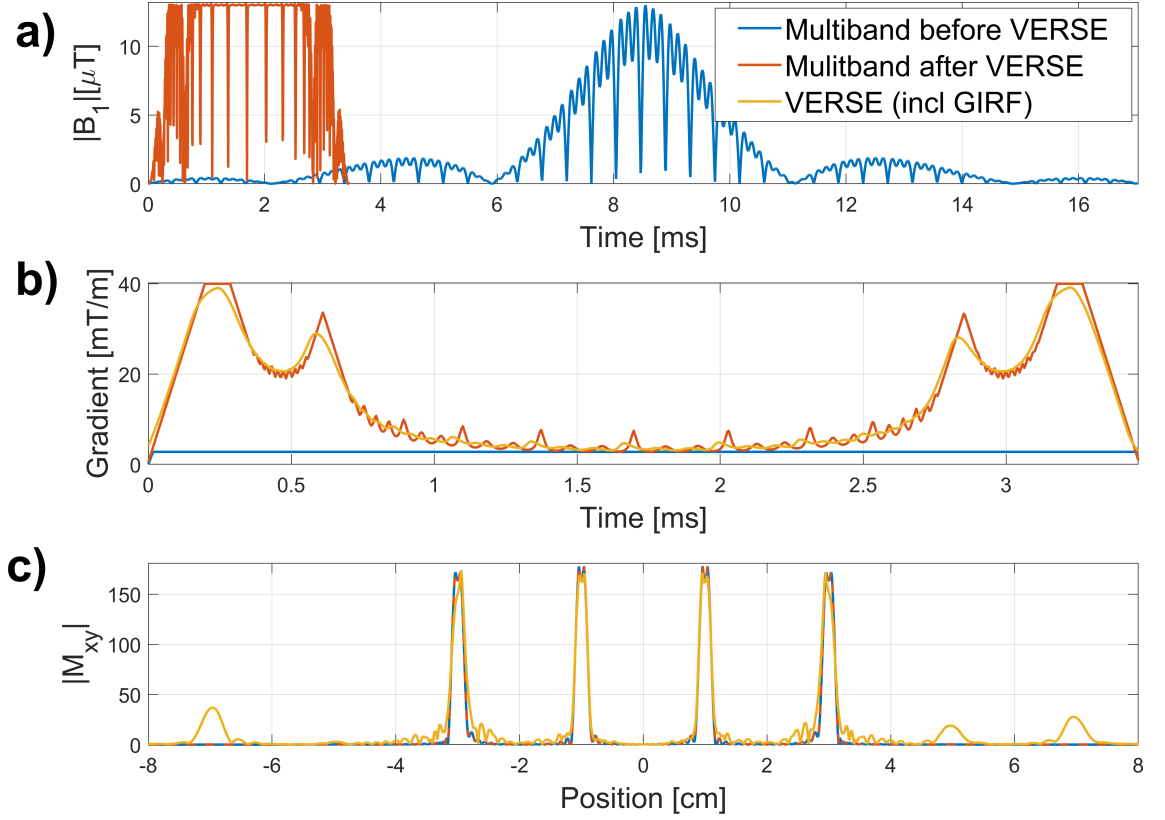 a)
|B1|[μT]
10
5
0
0 2 4 6 8 10 12 14 16
Time [ms]
Multiband before VERSE
Mulitband after VERSE
VERSE (incl GIRF)
b)
Gradient [mT/m]
40
20
0
0 0.5 1 1.5 2 2.5 3
Time [ms]
c)
|Mxy|
150
100
50
0
-8 -6 -4 -2 0 2 4 6 8
Position [cm]